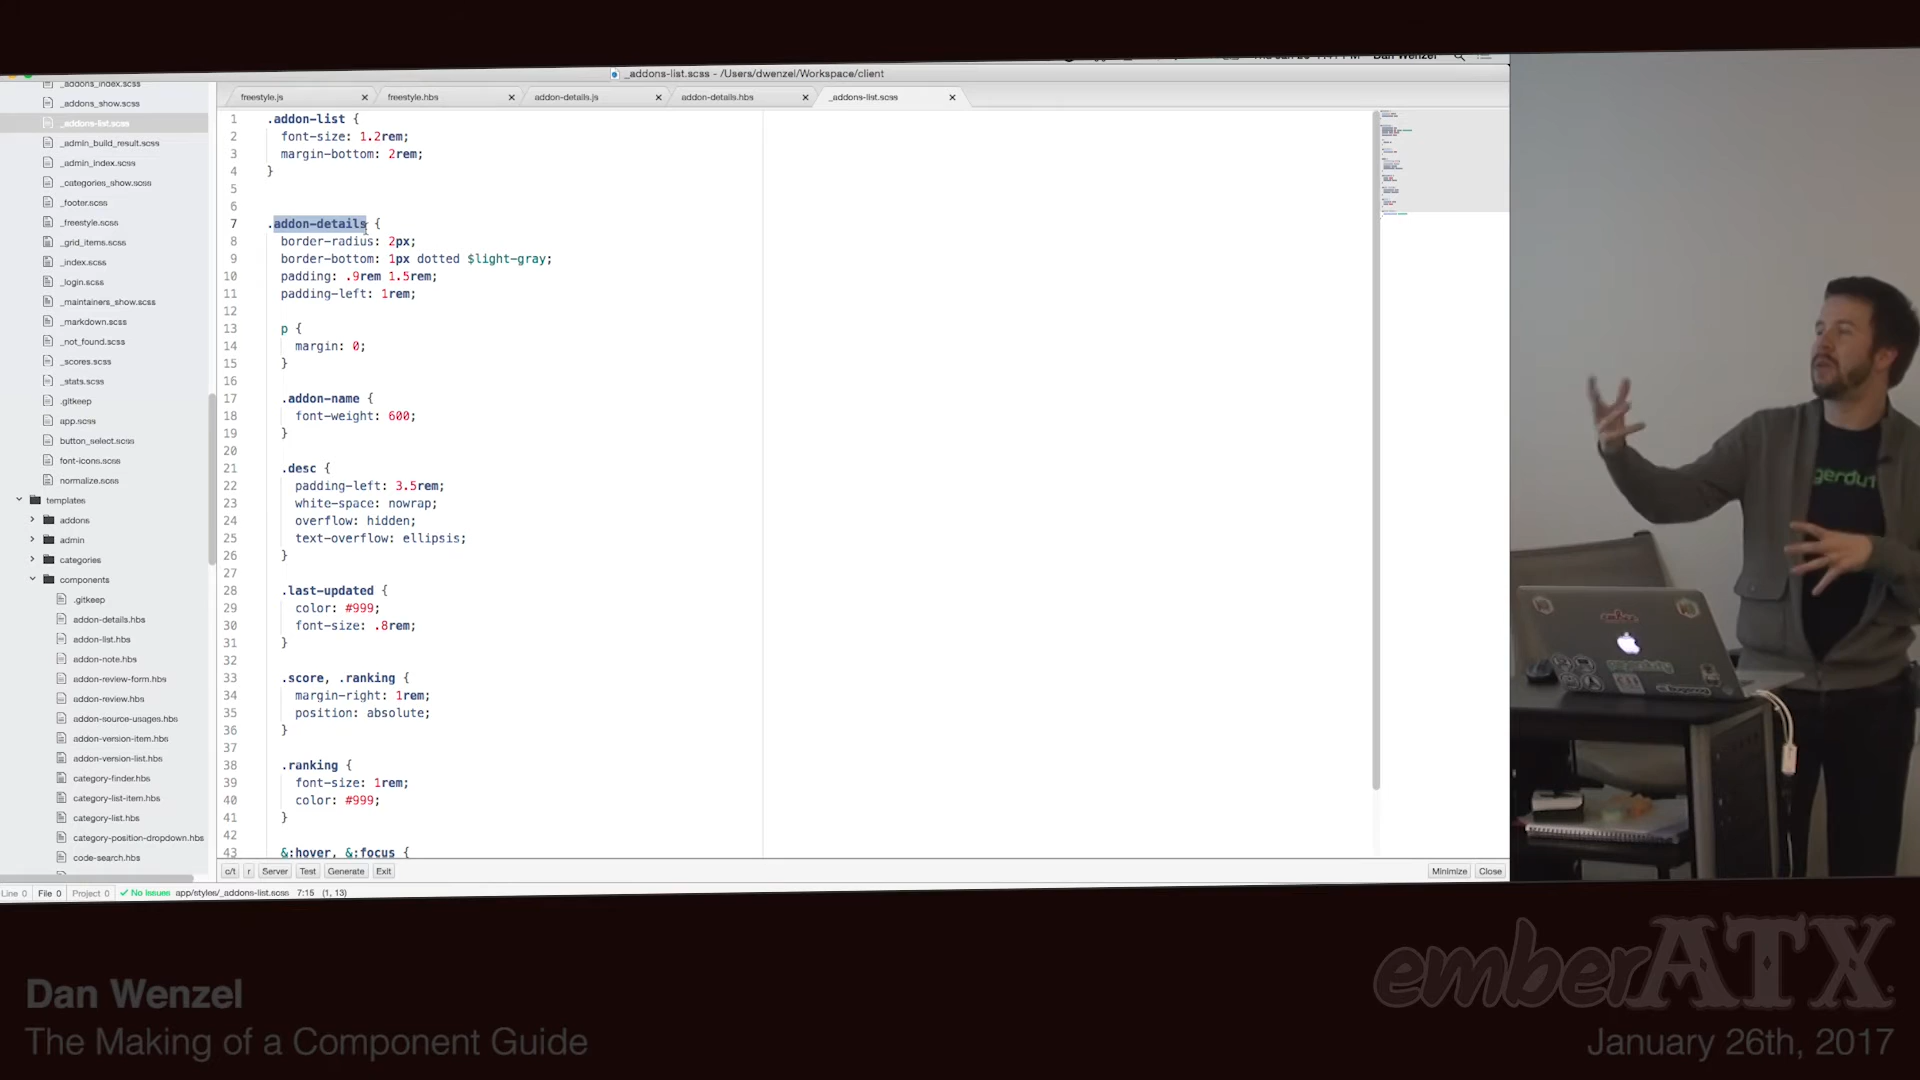 Dan Wenzel
_addons-list.scss - /Users/dwenzel/Workspace/client
freestyle.js
freestyle.hbs
addon-details.js
addon-details.hbs
_addons-list.scss
_addons_index.scss
_addons_show.scss
_addons-list.scss
_admin_build_result.scss
_admin_index.scss
_categories_show.scss
_footer.scss
_freestyle.scss
_grid_items.scss
_index.scss
_login.scss
_maintainers_show.scss
_markdown.scss
_not_found.scss
_scores.scss
_stats.scss
.gitkeep
app.scss
button_select.scss
font-icons.scss
normalize.scss
templates
addons
admin
categories
components
.gitkeep
addon-details.hbs
addon-list.hbs
addon-note.hbs
addon-review-form.hbs
addon-review.hbs
addon-source-usages.hbs
addon-version-item.hbs
addon-version-list.hbs
category-finder.hbs
category-list-item.hbs
category-list.hbs
category-position-dropdown.hbs
code-search.hbs
1 .addon-list {
2 font-size: 1.2rem;
3 margin-bottom: 2rem;
4 }
5
6
7 .addon-details {
8 border-radius: 2px;
9 border-bottom: 1px dotted $light-gray;
10 padding: .9rem 1.5rem;
11 padding-left: 1rem;
12
13 p {
14 margin: 0;
15 }
16
17 .addon-name {
18 font-weight: 600;
19 }
20
21 .desc {
22 padding-left: 3.5rem;
23 white-space: nowrap;
24 overflow: hidden;
25 text-overflow: ellipsis;
26 }
27
28 .last-updated {
29 color: #999;
30 font-size: .8rem;
31 }
32
33 .score, .ranking {
34 margin-right: 1rem;
35 position: absolute;
36 }
37
38 .ranking {
39 font-size: 1rem;
40 color: #999;
41 }
42
43 &:hover, &:focus {
c/t r Server Test Generate Exit Minimize Close
Line 0 File 0 Project 0 No Issues app/styles/_addons-list.scss 7:15 (1, 13)
gerdut
ember
pagerduty
Dan Wenzel
The Making of a Component Guide
emberATX
January 26th, 2017